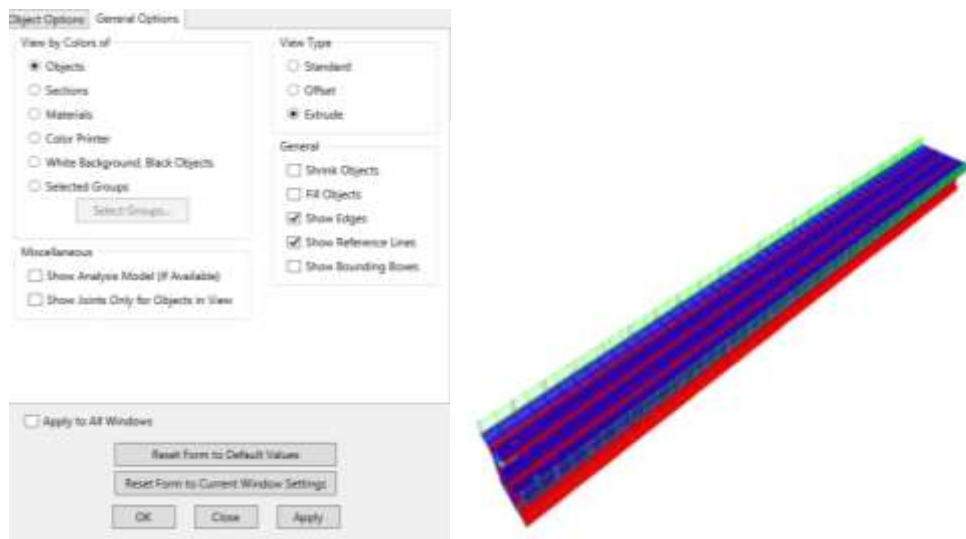 Object Options General Options
View by Colors of
Objects
Sections
Materials
Color Printer
White Background, Black Objects
Selected Groups
Select Groups...
Miscellaneous
Show Analysis Model (If Available)
Show Joints Only for Objects in View
View Type
Standard
Offset
Extrude
General
Shrink Objects
Fill Objects
Show Edges
Show Reference Lines
Show Bounding Boxes
Apply to All Windows
Reset Form to Default Values
Reset Form to Current Window Settings
OK Close Apply